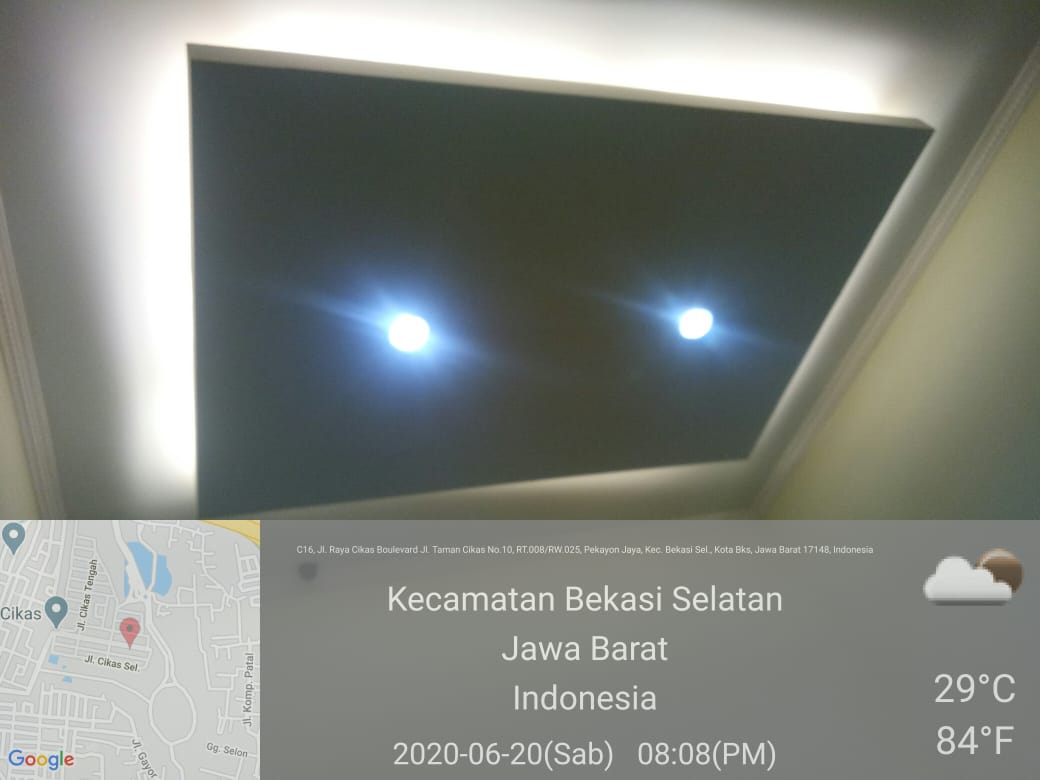 C16, Jl. Raya Cikas Boulevard Jl. Taman Cikas No.10, RT.008/RW.025, Pekayon Jaya, Kec. Bekasi Sel., Kota Bks, Jawa Barat 17148, Indonesia
Kecamatan Bekasi Selatan
Jawa Barat
Indonesia
2020-06-20(Sab) 08:08(PM)
29°C
84°F
Cikas
Jl. Cikas Tengah
Jl. Cikas Sel.
Jl. Komp. Patal
Jl. Gayor
Gg. Selon
Google